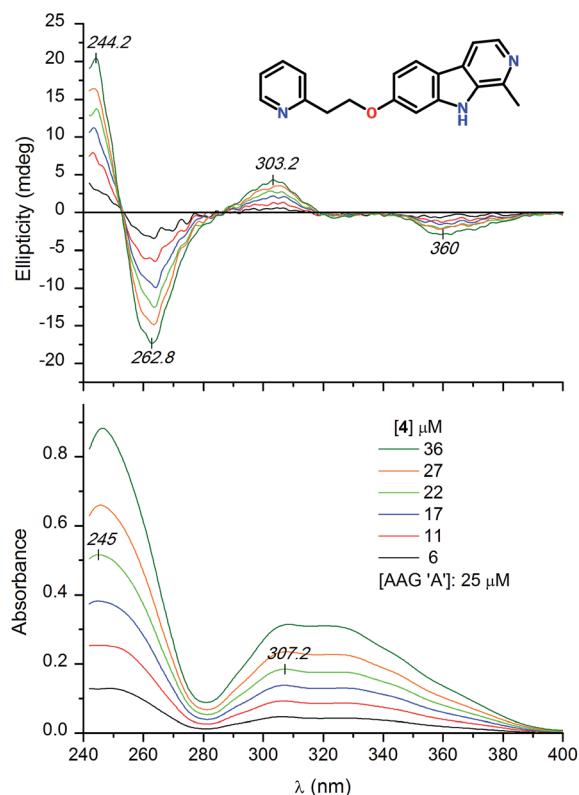 25
20
15
10
5
0
-5
-10
-15
-20
Ellipticity (mdeg)
244.2
303.2
262.8
360
N
O
N
H
N
0.8
0.6
0.4
0.2
0.0
Absorbance
245
307.2
[4] μM
36
27
22
17
11
6
[AAG 'A']: 25 μM
240 260 280 300 320 340 360 380 400
λ (nm)